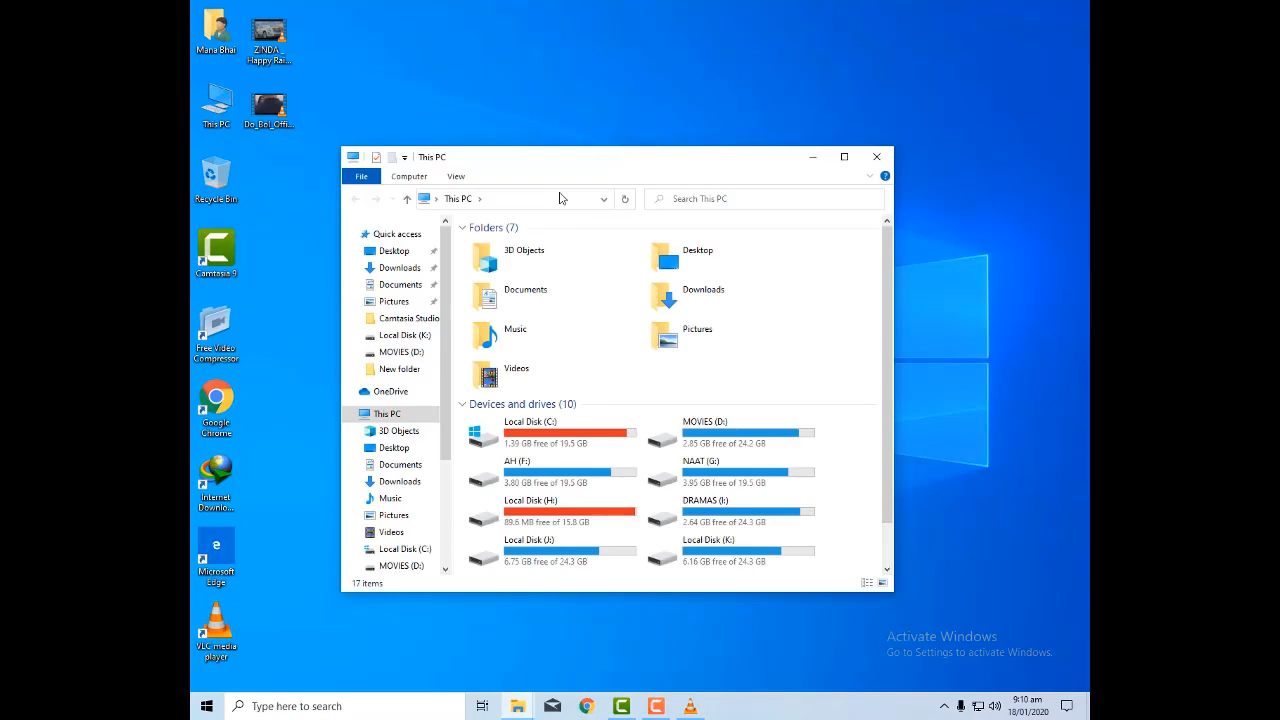 Mana Bhai
ZINDA _
Happy Rai...
This PC
Do_Bol_Offi...
Recycle Bin
Camtasia 9
Free Video
Compressor
Google
Chrome
Internet
Downlo...
Microsoft
Edge
VLC media
player
This PC
File
Computer
View
This PC
Search This PC
Quick access
Desktop
Downloads
Documents
Pictures
Camtasia Studio
Local Disk (K:)
MOVIES (D:)
New folder
OneDrive
This PC
3D Objects
Desktop
Documents
Downloads
Music
Pictures
Videos
Local Disk (C:)
MOVIES (D:)
Folders (7)
3D Objects
Desktop
Documents
Downloads
Music
Pictures
Videos
Devices and drives (10)
Local Disk (C:)
1.39 GB free of 19.5 GB
MOVIES (D:)
2.85 GB free of 24.2 GB
AH (F:)
3.80 GB free of 19.5 GB
NAAT (G:)
3.95 GB free of 19.5 GB
Local Disk (H:)
89.6 MB free of 15.8 GB
DRAMAS (I:)
2.64 GB free of 24.3 GB
Local Disk (J:)
6.75 GB free of 24.3 GB
Local Disk (K:)
6.16 GB free of 24.3 GB
17 items
Activate Windows
Go to Settings to activate Windows.
Type here to search
9:10 am
18/01/2020